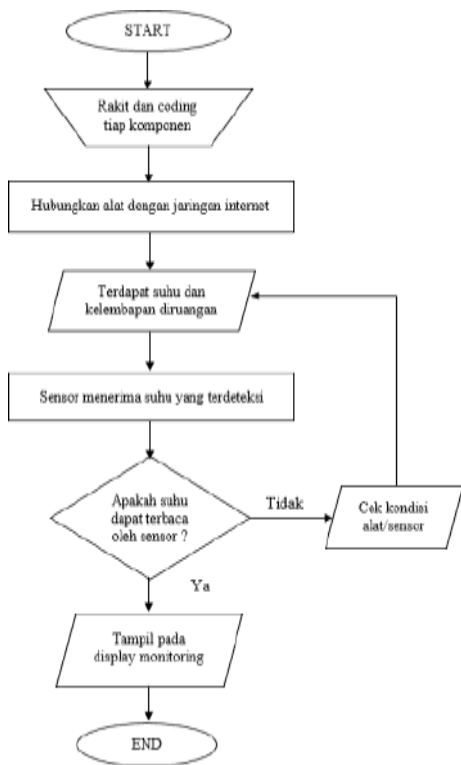 START
Rakit dan coding
tiap komponen
Hubungkan alat dengan jaringan internet
Terdapat suhu dan
kelembapan diruangan
Sensor menerima suhu yang terdeteksi
Apakah suhu
dapat terbaca
oleh sensor ?
Tidak
Cek kondisi
alat/sensor
Ya
Tampil pada
display monitoring
END